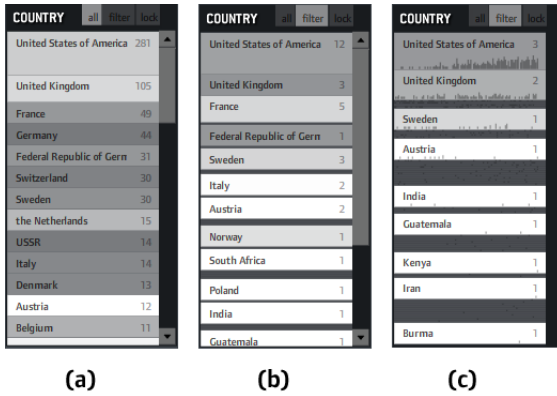 COUNTRY all filter lock
United States of America 281
United Kingdom 105
France 49
Germany 44
Federal Republic of Gern 31
Switzerland 30
Sweden 30
the Netherlands 15
USSR 14
Italy 14
Denmark 13
Austria 12
Belgium 11
(a)
COUNTRY all filter lock
United States of America 12
United Kingdom 3
France 5
Federal Republic of Gern 1
Sweden 3
Italy 2
Austria 2
Norway 1
South Africa 1
Poland 1
India 1
Guatemala 1
(b)
COUNTRY all filter lock
United States of America 3
United Kingdom 2
Sweden 1
Austria 1
India 1
Guatemala 1
Kenya 1
Iran 1
Burma 1
(c)